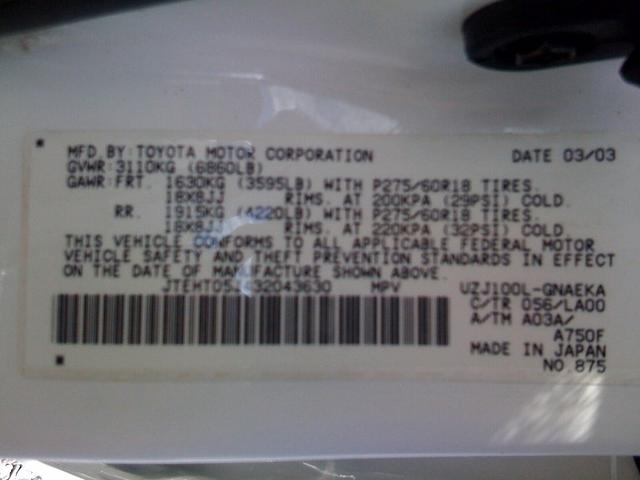 MFD. BY: TOYOTA MOTOR CORPORATION DATE 03/03
GVWR: 3110KG (6860LB)
GAWR: FRT. 1630KG (3595LB) WITH P275/60R18 TIRES.
18X8JJ RIMS. AT 200KPA (29PSI) COLD.
RR. 1915KG (4220LB) WITH P275/60R18 TIRES.
18X8JJ RIMS. AT 220KPA (32PSI) COLD.
THIS VEHICLE CONFORMS TO ALL APPLICABLE FEDERAL MOTOR
VEHICLE SAFETY AND THEFT PREVENTION STANDARDS IN EFFECT
ON THE DATE OF MANUFACTURE SHOWN ABOVE.
MPV UZJ100L-GNAEKA
C/TR 056/LA00
A/TM A03A/
A750F
MADE IN JAPAN
NO. 875